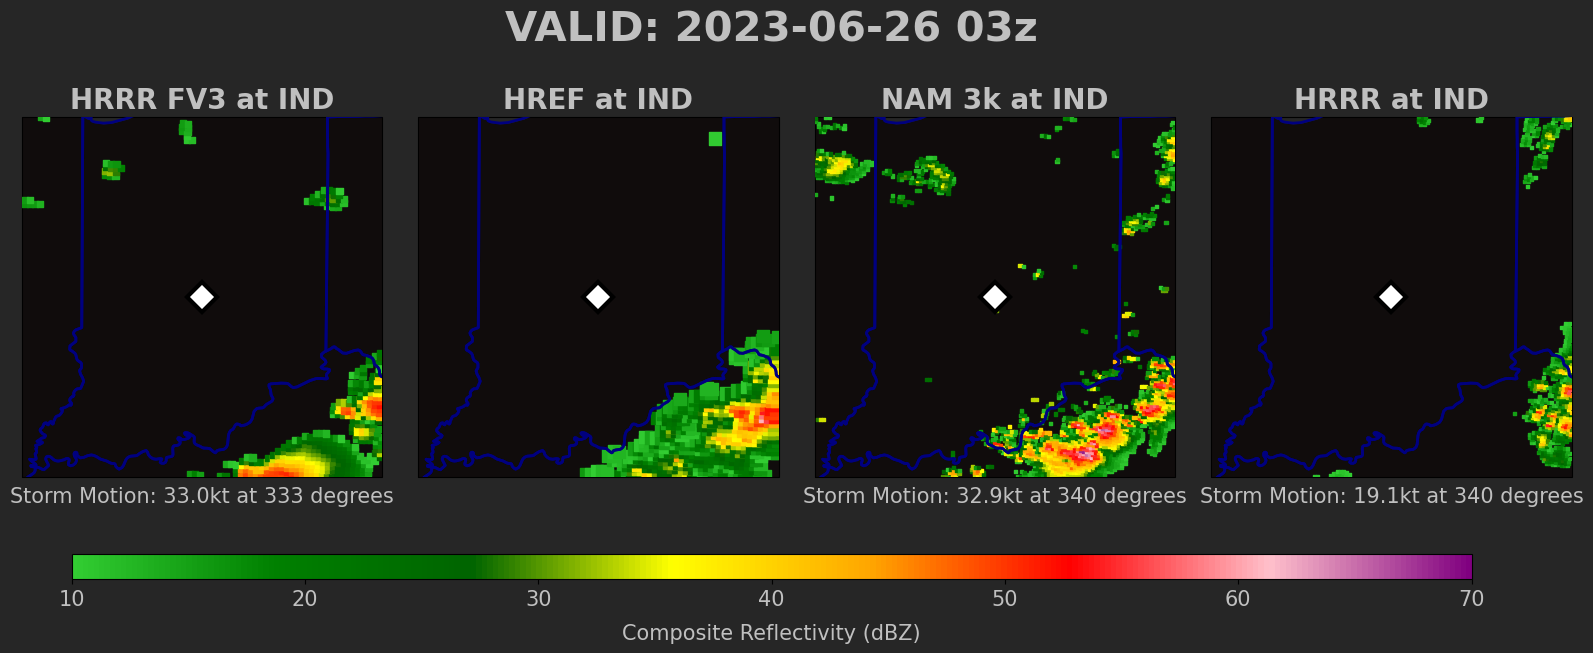 VALID: 2023-06-26 03z
HRRR FV3 at IND
HREF at IND
NAM 3k at IND
HRRR at IND
Storm Motion: 33.0kt at 333 degrees
Storm Motion: 32.9kt at 340 degrees
Storm Motion: 19.1kt at 340 degrees
10 20 30 40 50 60 70
Composite Reflectivity (dBZ)